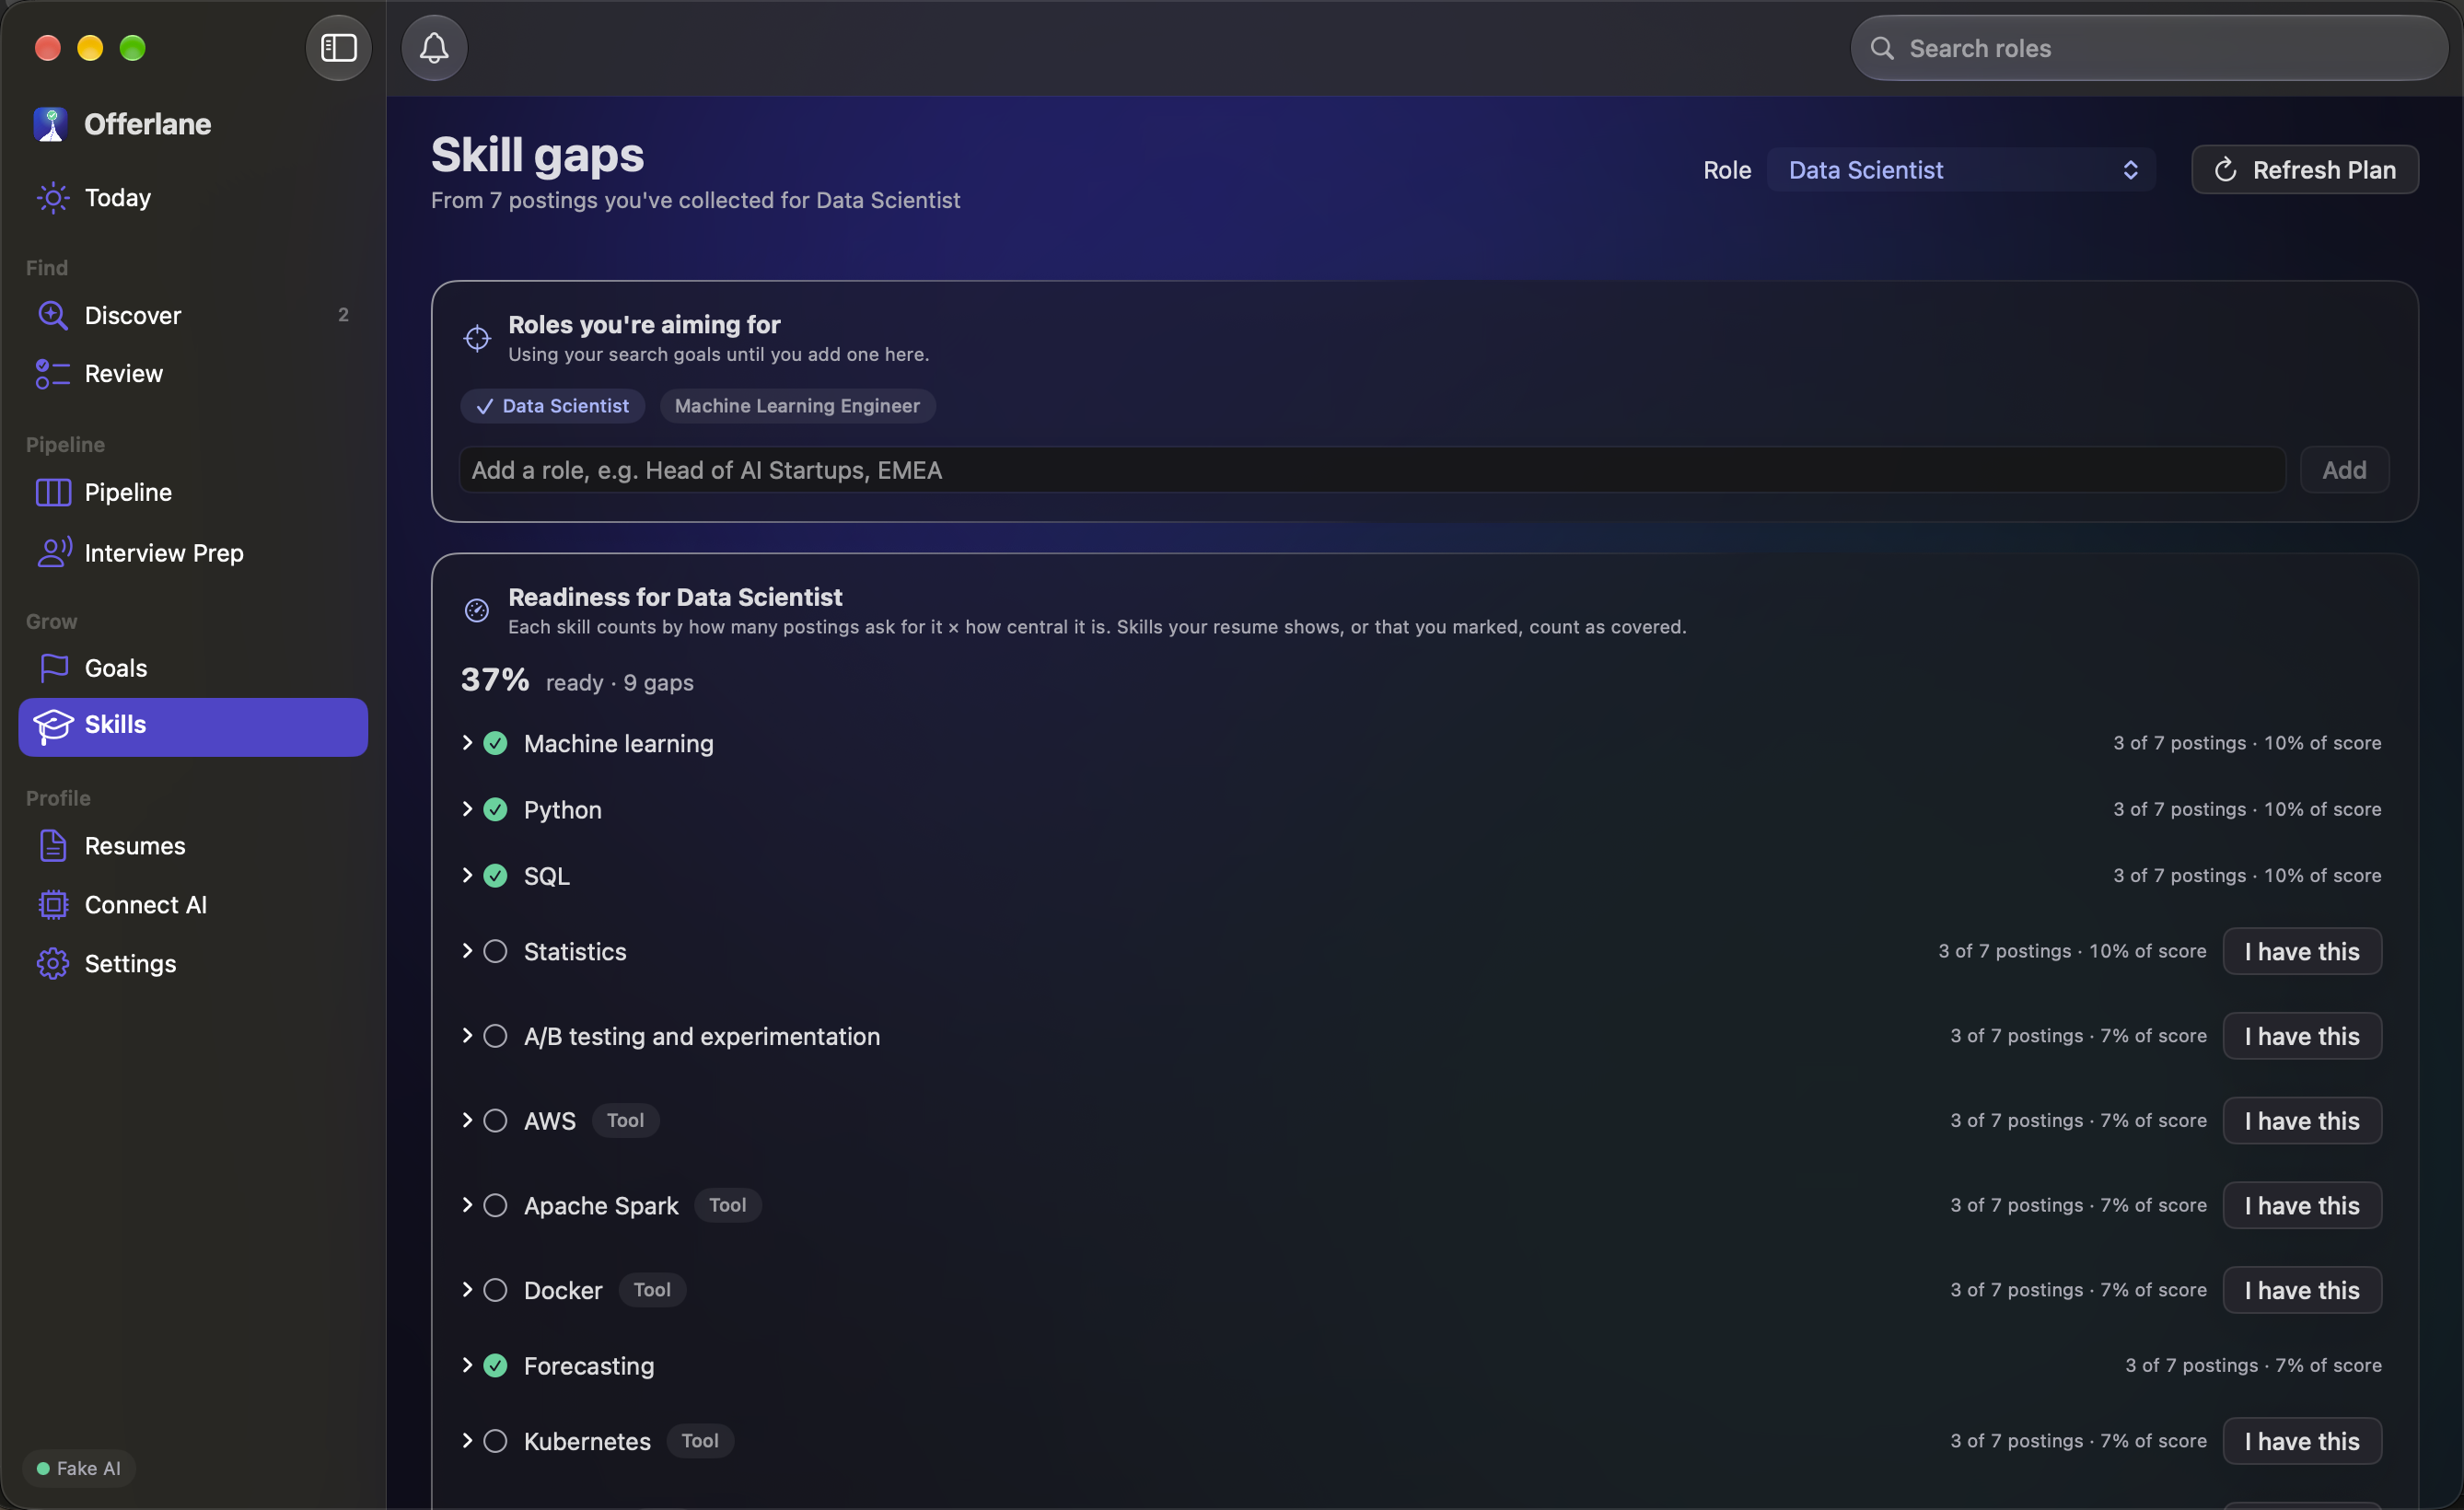 Search roles
Offerlane
Today
Find
Discover 2
Review
Pipeline
Pipeline
Interview Prep
Grow
Goals
Skills
Profile
Resumes
Connect AI
Settings
Fake AI
Skill gaps
From 7 postings you've collected for Data Scientist
Role Data Scientist Refresh Plan
Roles you're aiming for
Using your search goals until you add one here.
Data Scientist Machine Learning Engineer
Add a role, e.g. Head of AI Startups, EMEA Add
Readiness for Data Scientist
Each skill counts by how many postings ask for it × how central it is. Skills your resume shows, or that you marked, count as covered.
37% ready · 9 gaps
Machine learning 3 of 7 postings · 10% of score
Python 3 of 7 postings · 10% of score
SQL 3 of 7 postings · 10% of score
Statistics 3 of 7 postings · 10% of score I have this
A/B testing and experimentation 3 of 7 postings · 7% of score I have this
AWS Tool 3 of 7 postings · 7% of score I have this
Apache Spark Tool 3 of 7 postings · 7% of score I have this
Docker Tool 3 of 7 postings · 7% of score I have this
Forecasting 3 of 7 postings · 7% of score
Kubernetes Tool 3 of 7 postings · 7% of score I have this